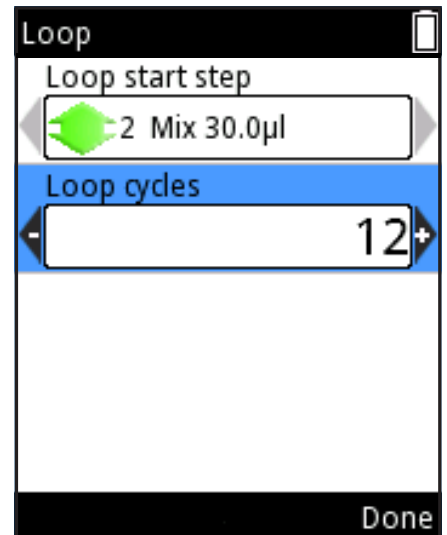 Loop
Loop start step
2 Mix 30.0µl
Loop cycles
- 12 +
Done